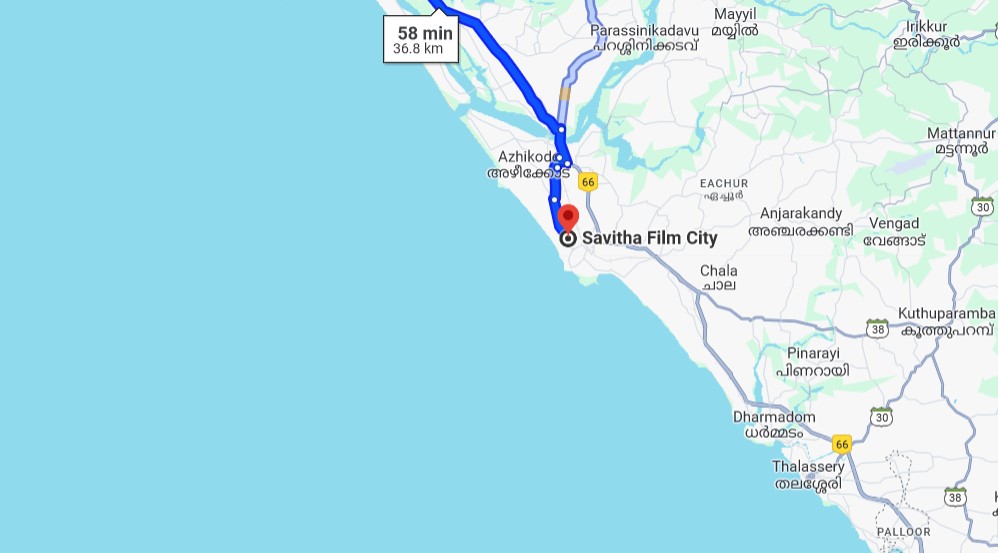 58 min
36.8 km
Mayyil
മയ്യിൽ
Parassinikadavu
പറശ്ശിനിക്കടവ്
Irikkur
ഇരിക്കൂർ
Mattannur
മട്ടന്നൂർ
Azhikode
അഴീക്കോട്
66
EACHUR
ഏച്ചൂർ
30
Anjarakandy
അഞ്ചരക്കണ്ടി
Vengad
വേങ്ങാട്
Savitha Film City
Chala
ചാല
38
Kuthuparamba
കൂത്തുപറമ്പ്
Pinarayi
പിണറായി
Dharmadom
ധർമ്മടം
30
66
Thalassery
തലശ്ശേരി
38
PALLOOR